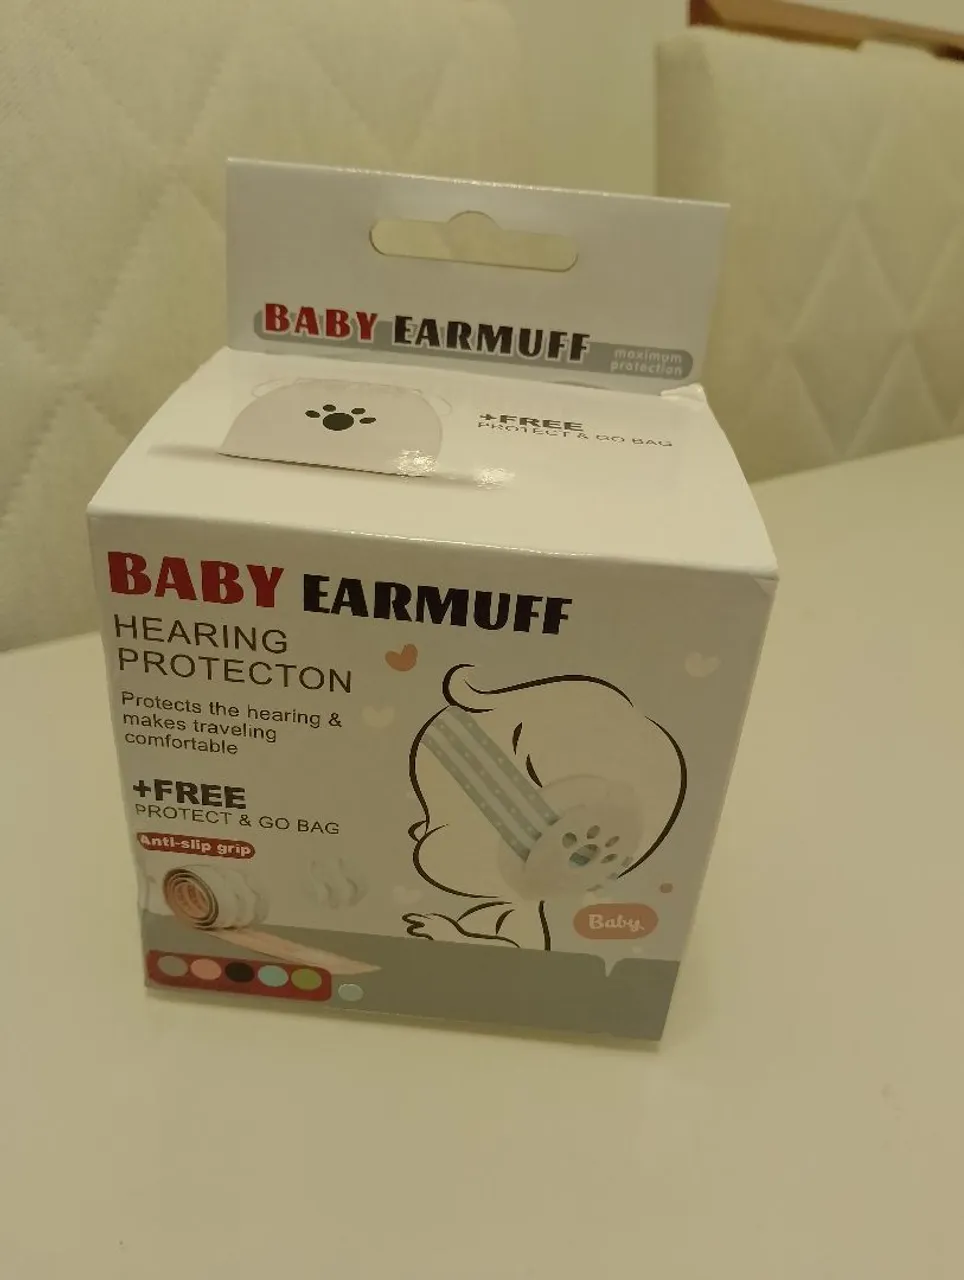 BABY EARMUFF
maximum
protection
+FREE
PROTECT & GO BAG
BABY EARMUFF
HEARING
PROTECTON
Protects the hearing &
makes traveling
comfortable
+FREE
PROTECT & GO BAG
Anti-slip grip
Baby